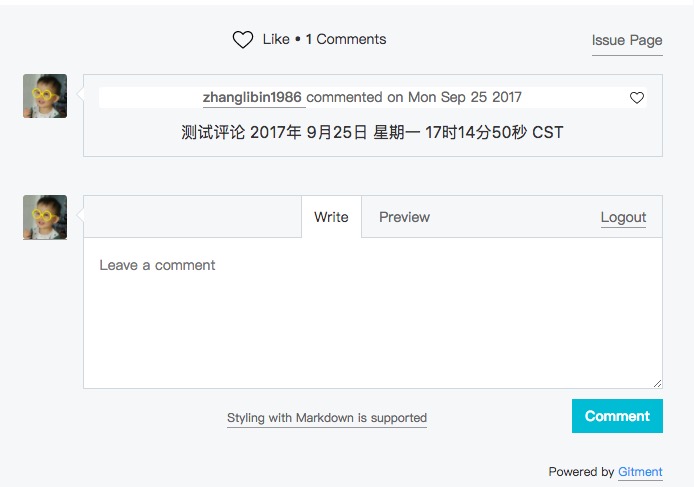 Like • 1 Comments
Issue Page
zhanglibin1986 commented on Mon Sep 25 2017
测试评论 2017年 9月25日 星期一 17时14分50秒 CST
Write Preview Logout
Leave a comment
Styling with Markdown is supported
Comment
Powered by Gitment